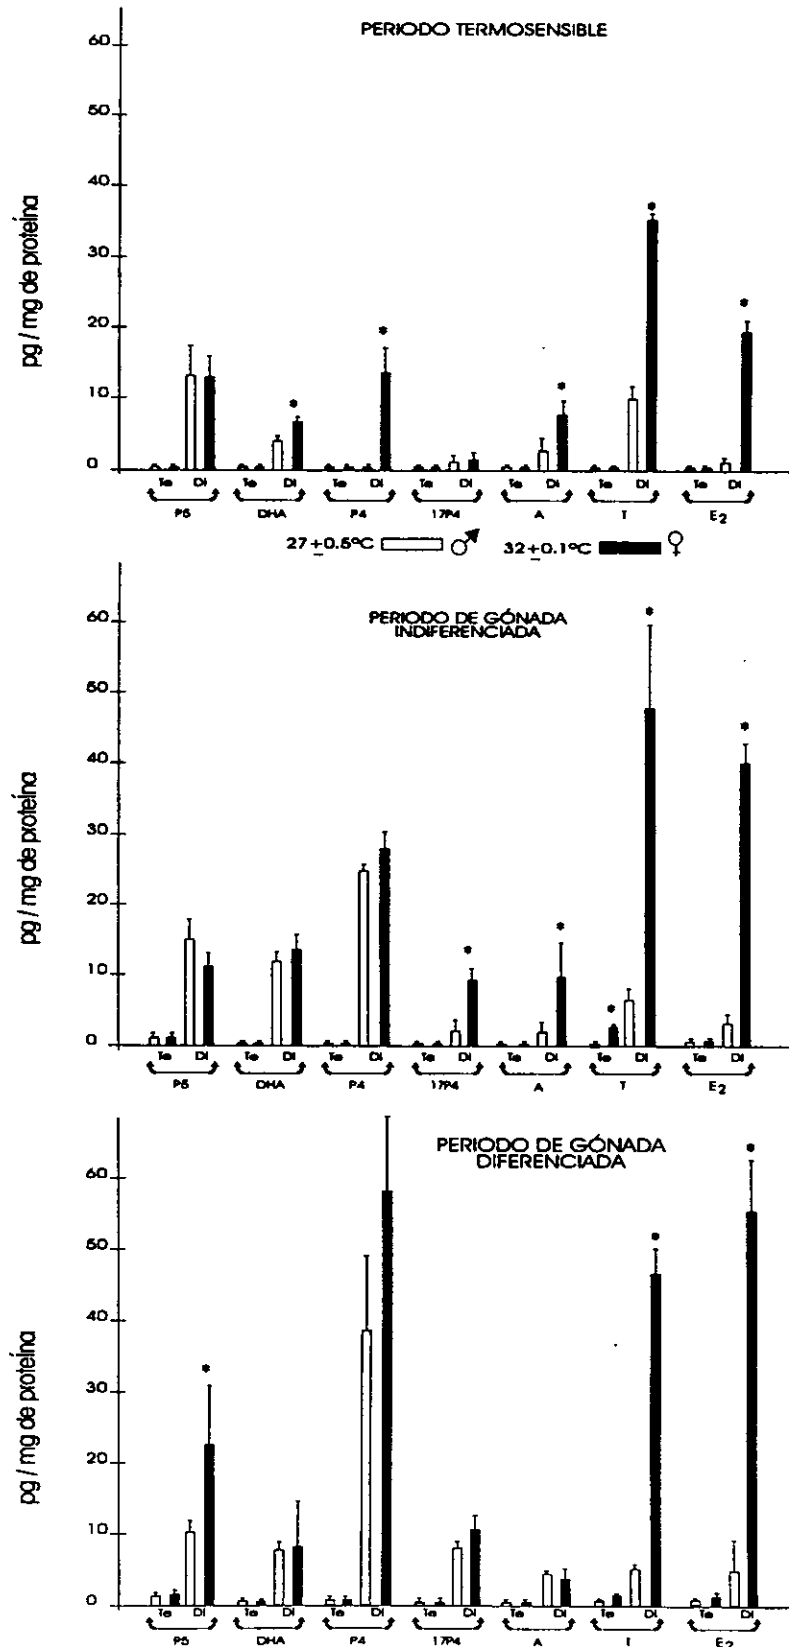 PERIODO TERMOSENSIBLE
60
50
40
30
20
10
0
pg / mg de proteína
* * * * *
Te DI Te DI Te DI Te DI Te DI Te DI Te DI
P5 DHA P4 17P4 A T E2
27±0.5°C ♂ 32±0.1°C ♀
PERIODO DE GÓNADA
INDIFERENCIADA
60
50
40
30
20
10
0
pg / mg de proteína
* * * * *
Te DI Te DI Te DI Te DI Te DI Te DI Te DI
P5 DHA P4 17P4 A T E2
PERIODO DE GÓNADA
DIFERENCIADA
60
50
40
30
20
10
0
pg / mg de proteína
* * *
Te DI Te DI Te DI Te DI Te DI Te DI Te DI
P5 DHA P4 17P4 A T E2